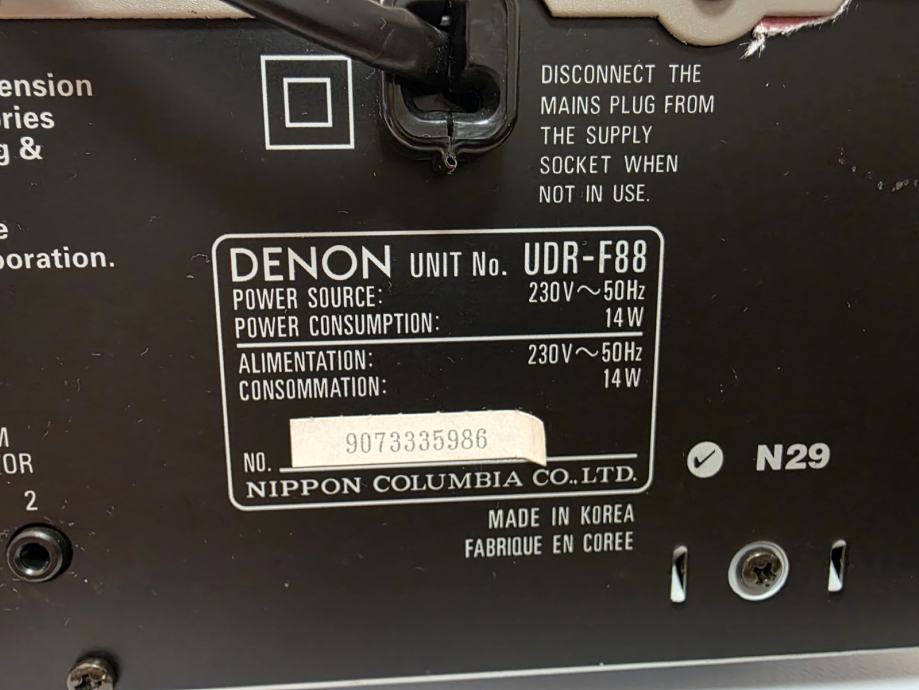 ension
ries
g &
e
oration.
DISCONNECT THE
MAINS PLUG FROM
THE SUPPLY
SOCKET WHEN
NOT IN USE.
DENON UNIT No. UDR-F88
POWER SOURCE: 230V～50Hz
POWER CONSUMPTION: 14W
ALIMENTATION: 230V～50Hz
CONSOMMATION: 14W
NO. 9073335986
NIPPON COLUMBIA CO.,LTD.
MADE IN KOREA
FABRIQUE EN COREE
N29
M
OR
2